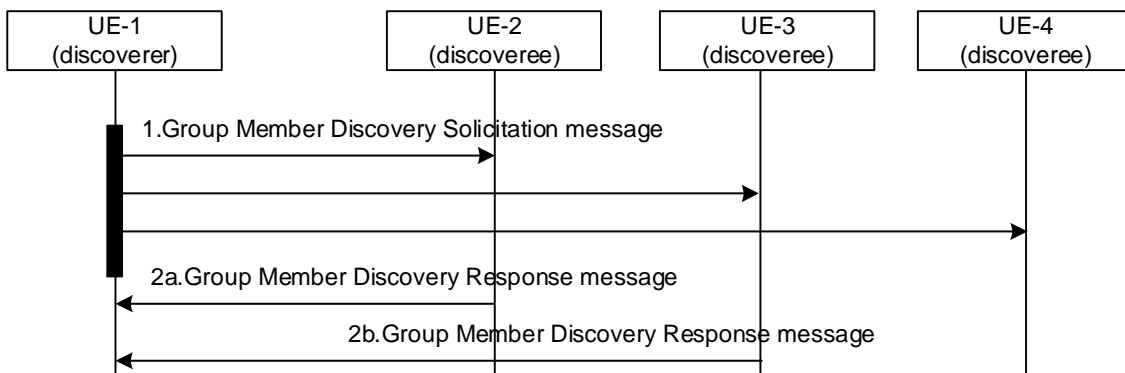 UE-1
(discoverer)
UE-2
(discoveree)
UE-3
(discoveree)
UE-4
(discoveree)
1.Group Member Discovery Solicitation message
2a.Group Member Discovery Response message
2b.Group Member Discovery Response message